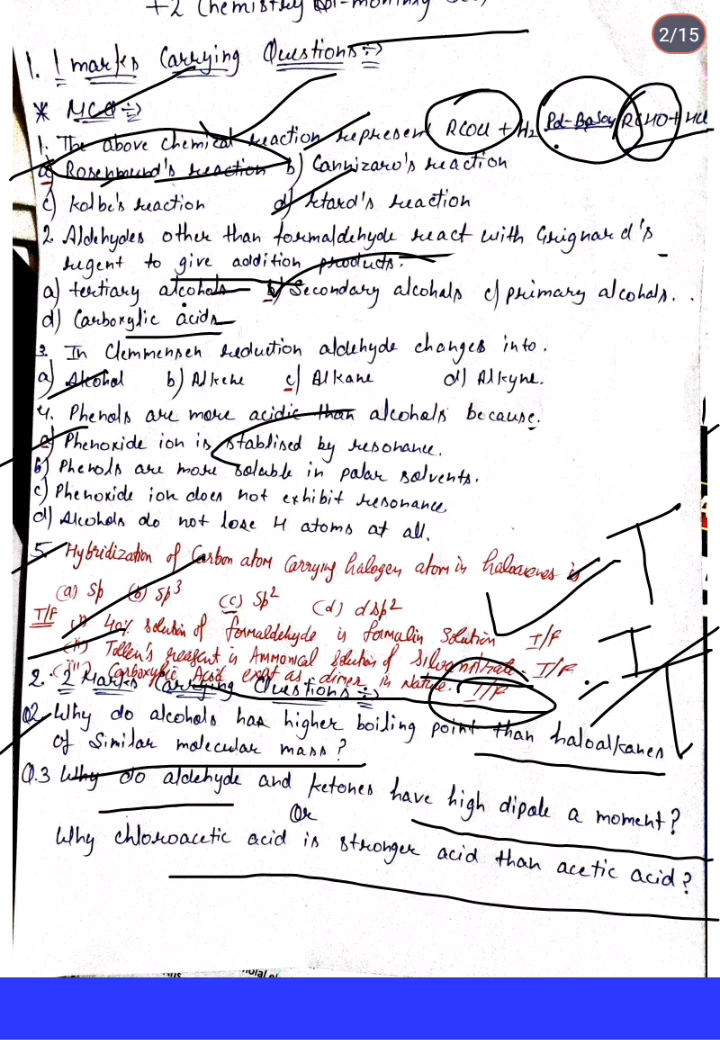 +2 Chemistry
2/15
1. 1 marks Carrying Questions:→
* MCQ:→
1. The above chemical reaction represent RCOCl + H2 Pd-BaSO4 RCHO + HCl
a) Rosenmund's reaction b) Cannizaro's reaction
c) Kolbe's reaction d) Etard's reaction
2. Aldehydes other than formaldehyde react with Grignard's
regent to give addition products.
a) tertiary alcohals b) Secondary alcohals c) primary alcohals.
d) Carboxylic acids
3. In Clemmensen reduction aldehyde changes into.
a) Alcohol b) Alkene c) Alkane d) Alkyne.
4. Phenols are more acidic than alcohals because.
a) Phenoxide ion is stablised by resonance.
b) Phenols are more soluble in polar solvents.
c) Phenoxide ion does not exhibit resonance
d) Alcohols do not lose H atoms at all.
5. Hybridization of Carbon atom Carrying halogen atom in haloarenes is
(a) Sp (b) Sp3 (c) Sp2 (d) dsp2
T/F (i) 40% solution of formaldehyde is formalin Solution T/F
(ii) Tollen's reagent is Ammonical Solution of Silver nitrate. T/F
(iii) Carboxylic Acid exist as dimer in Nature. T/F
2. 2 Marks Carrying Questions:→
Q2. Why do alcohols has higher boiling point than haloalkanes
of Similar molecular mass?
Q.3 Why do aldehyde and ketones have high dipole a moment?
Or
Why chloroacetic acid is stronger acid than acetic acid?